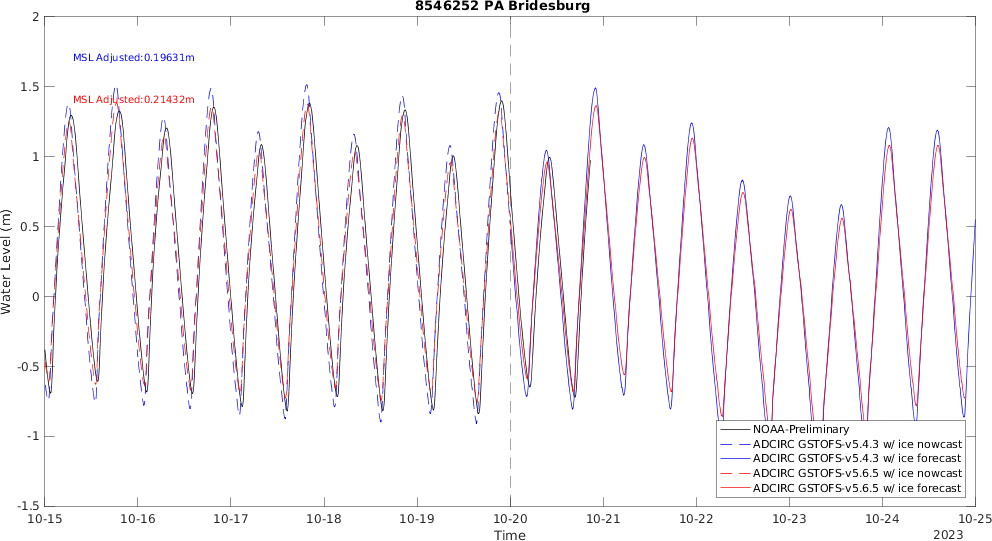 8546252 PA Bridesburg
2
MSL Adjusted:0.19631m
1.5
MSL Adjusted:0.21432m
1
0.5
Water Level (m)
0
-0.5
-1
-1.5
NOAA-Preliminary
ADCIRC GSTOFS-v5.4.3 w/ ice nowcast
ADCIRC GSTOFS-v5.4.3 w/ ice forecast
ADCIRC GSTOFS-v5.6.5 w/ ice nowcast
ADCIRC GSTOFS-v5.6.5 w/ ice forecast
10-15 10-16 10-17 10-18 10-19 10-20 10-21 10-22 10-23 10-24 10-25
Time
2023